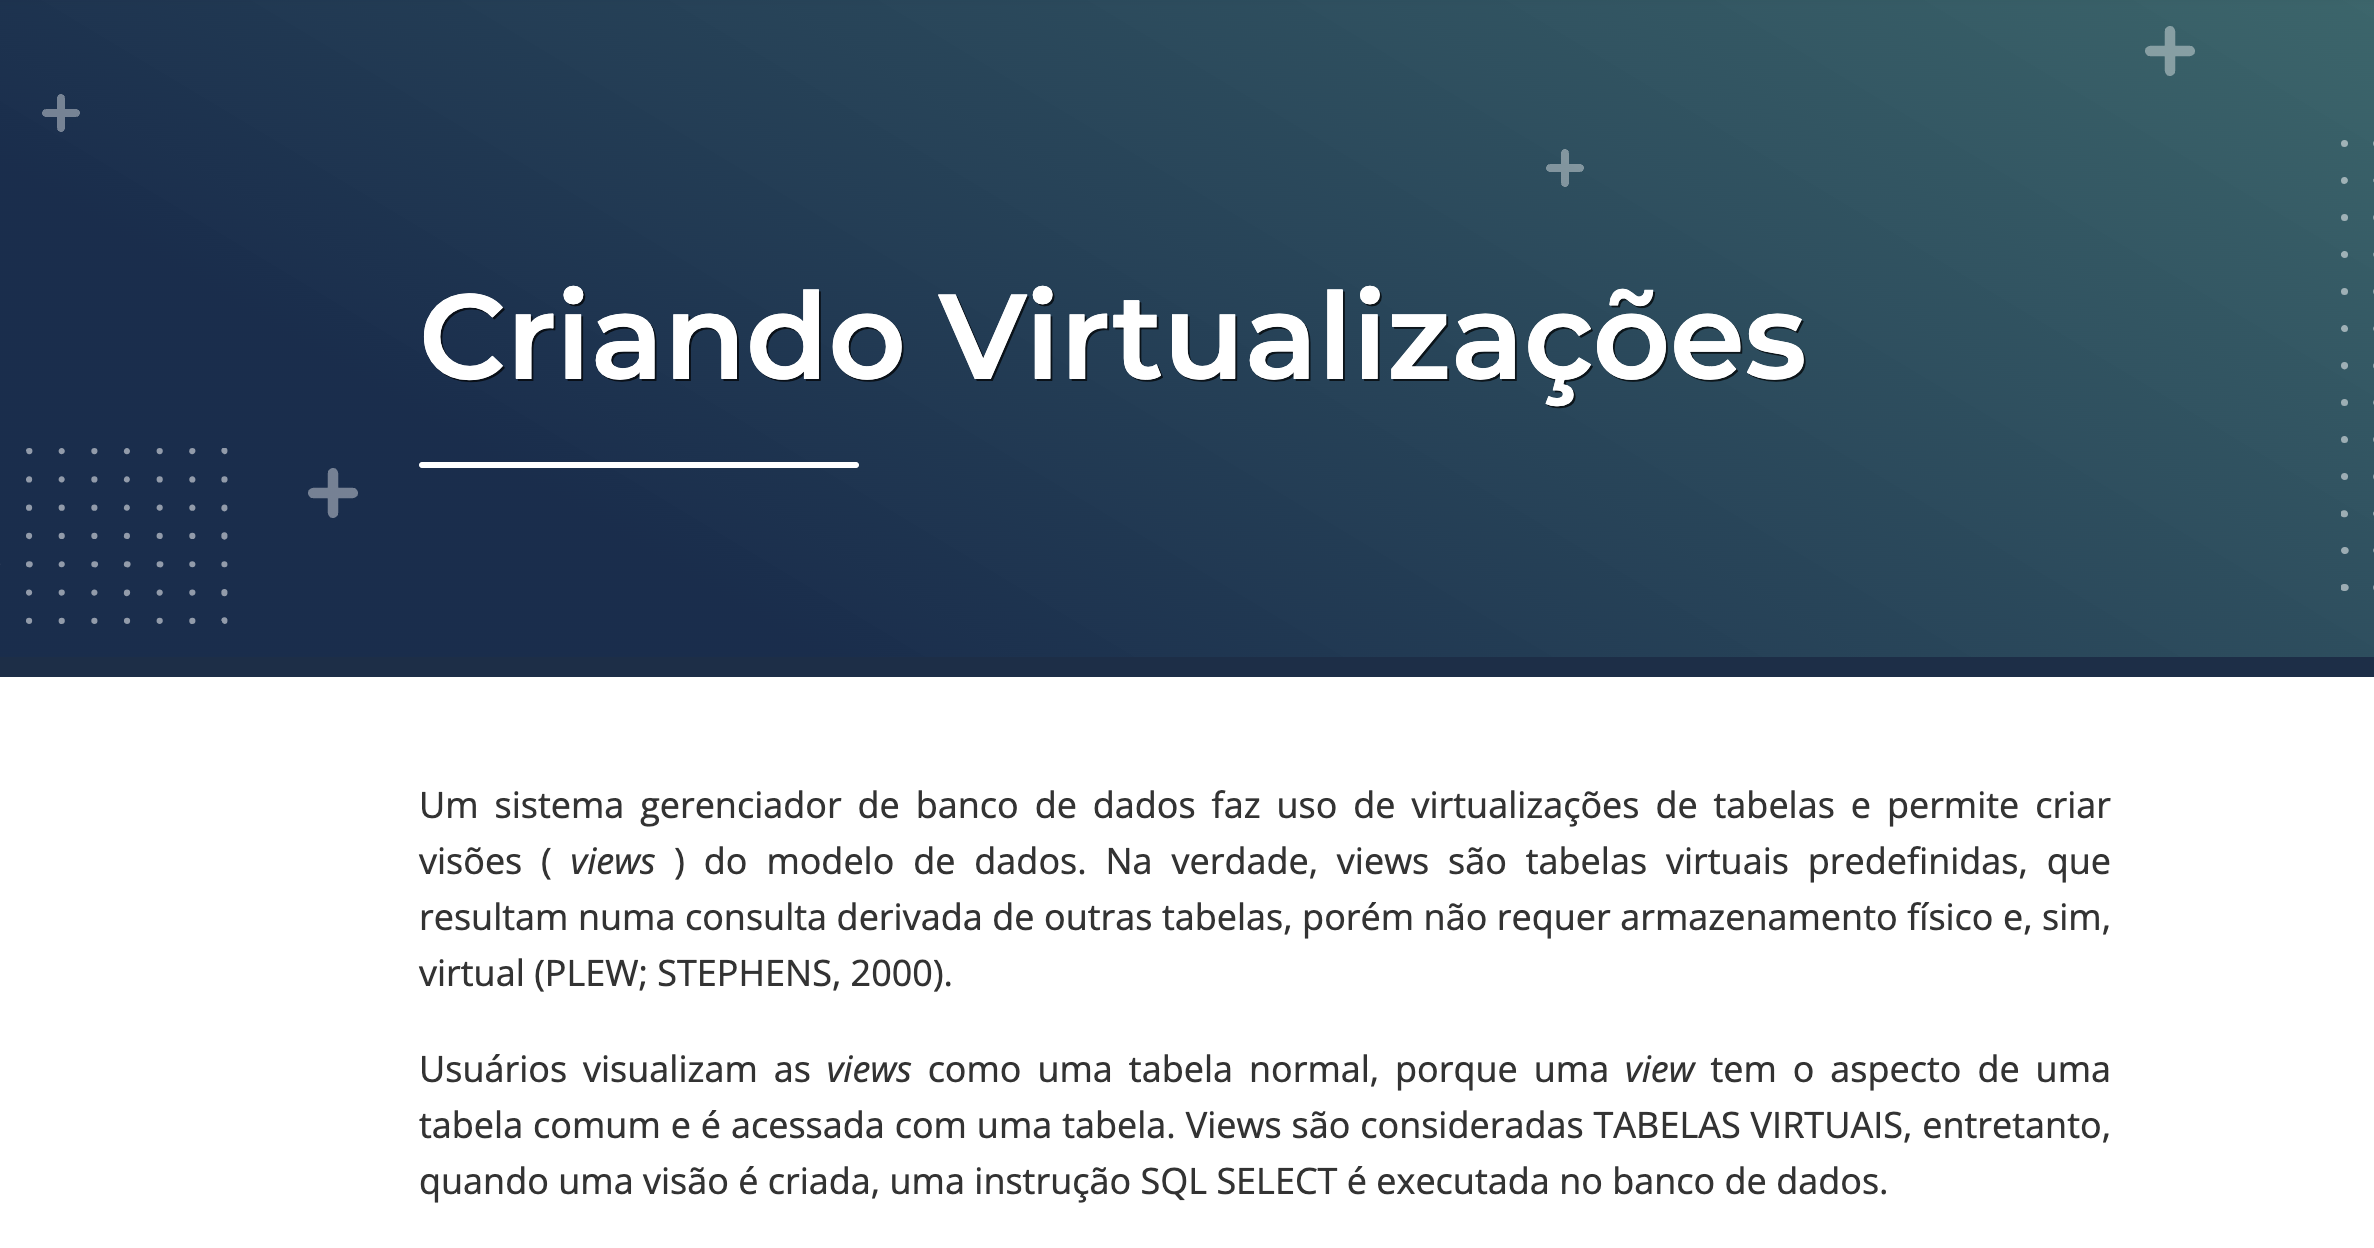 Criando Virtualizações
Um sistema gerenciador de banco de dados faz uso de virtualizações de tabelas e permite criar
visões ( views ) do modelo de dados. Na verdade, views são tabelas virtuais predefinidas, que
resultam numa consulta derivada de outras tabelas, porém não requer armazenamento físico e, sim,
virtual (PLEW; STEPHENS, 2000).
Usuários visualizam as views como uma tabela normal, porque uma view tem o aspecto de uma
tabela comum e é acessada com uma tabela. Views são consideradas TABELAS VIRTUAIS, entretanto,
quando uma visão é criada, uma instrução SQL SELECT é executada no banco de dados.